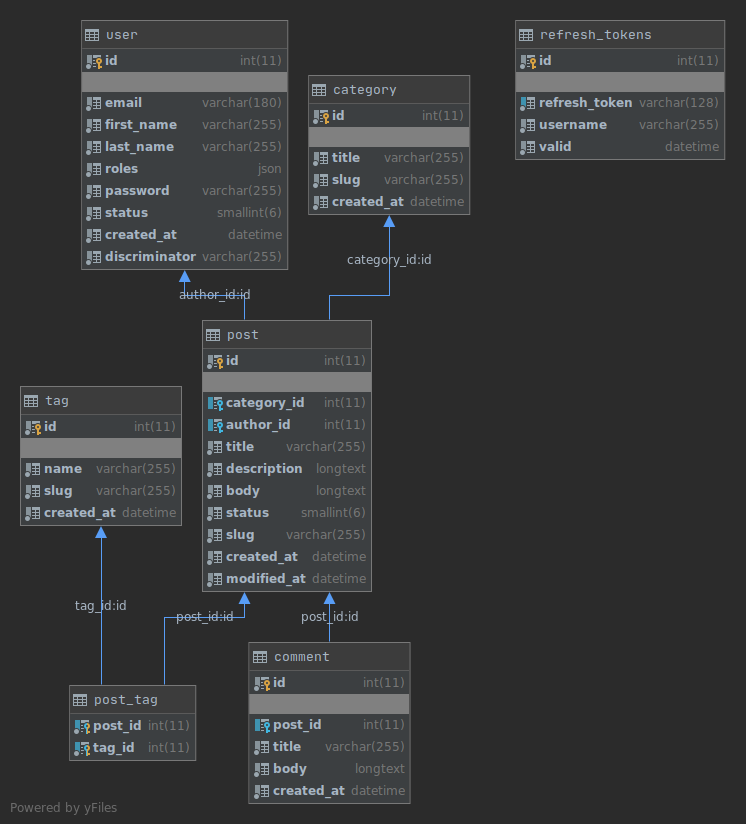 user
id int(11)
email varchar(180)
first_name varchar(255)
last_name varchar(255)
roles json
password varchar(255)
status smallint(6)
created_at datetime
discriminator varchar(255)
category
id int(11)
title varchar(255)
slug varchar(255)
created_at datetime
refresh_tokens
id int(11)
refresh_token varchar(128)
username varchar(255)
valid datetime
category_id:id
author_id:id
post
id int(11)
category_id int(11)
author_id int(11)
title varchar(255)
description longtext
body longtext
status smallint(6)
slug varchar(255)
created_at datetime
modified_at datetime
tag
id int(11)
name varchar(255)
slug varchar(255)
created_at datetime
tag_id:id
post_id:id
post_id:id
post_tag
post_id int(11)
tag_id int(11)
comment
id int(11)
post_id int(11)
title varchar(255)
body longtext
created_at datetime
Powered by yFiles